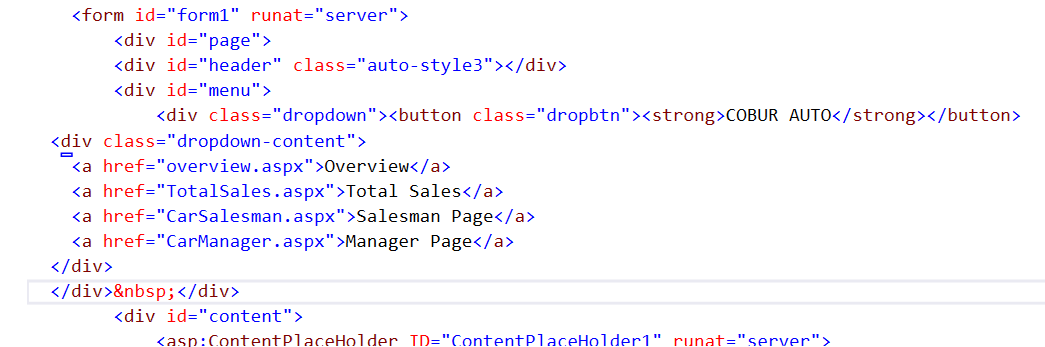 <form id="form1" runat="server">
<div id="page">
<div id="header" class="auto-style3"></div>
<div id="menu">
<div class="dropdown"><button class="dropbtn"><strong>COBUR AUTO</strong></button>
<div class="dropdown-content">
<a href="overview.aspx">Overview</a>
<a href="TotalSales.aspx">Total Sales</a>
<a href="CarSalesman.aspx">Salesman Page</a>
<a href="CarManager.aspx">Manager Page</a>
</div>
</div>&nbsp;</div>
<div id="content">
<asp:ContentPlaceHolder ID="ContentPlaceHolder1" runat="server">